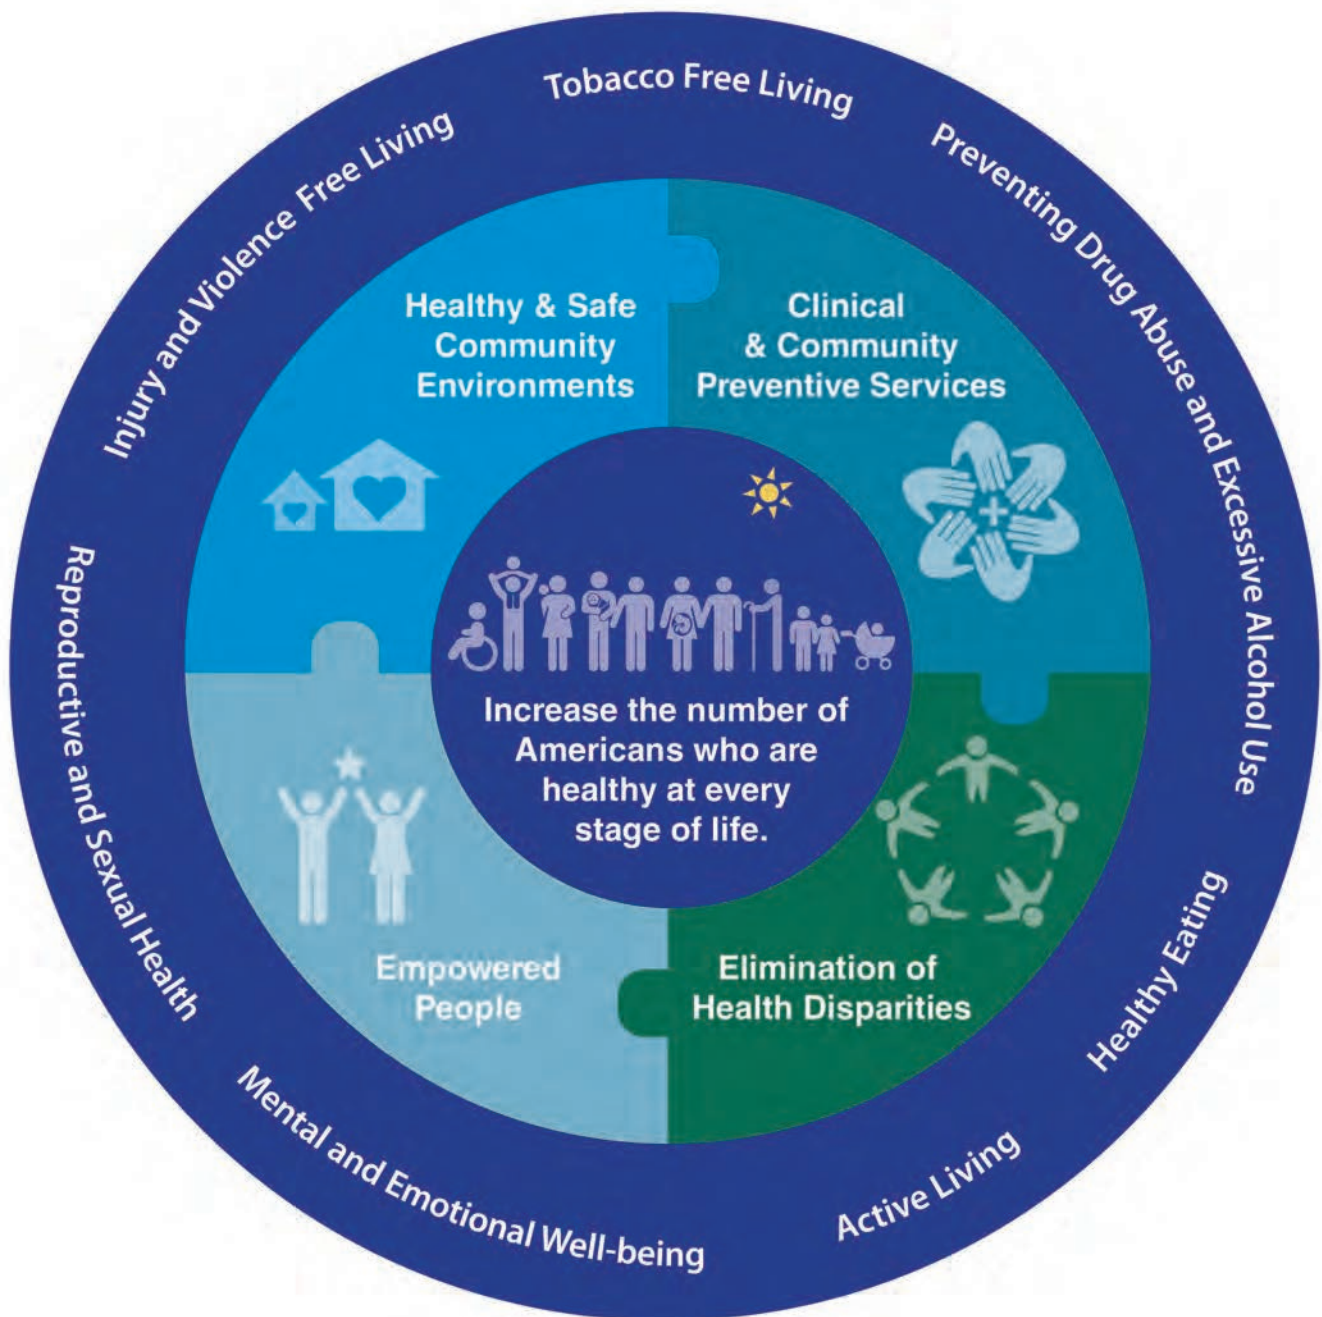 Tobacco Free Living
Preventing Drug Abuse and Excessive Alcohol Use
Healthy Eating
Active Living
Mental and Emotional Well-being
Reproductive and Sexual Health
Injury and Violence Free Living
Healthy & Safe
Community
Environments
Clinical
& Community
Preventive Services
Increase the number of
Americans who are
healthy at every
stage of life.
Empowered
People
Elimination of
Health Disparities